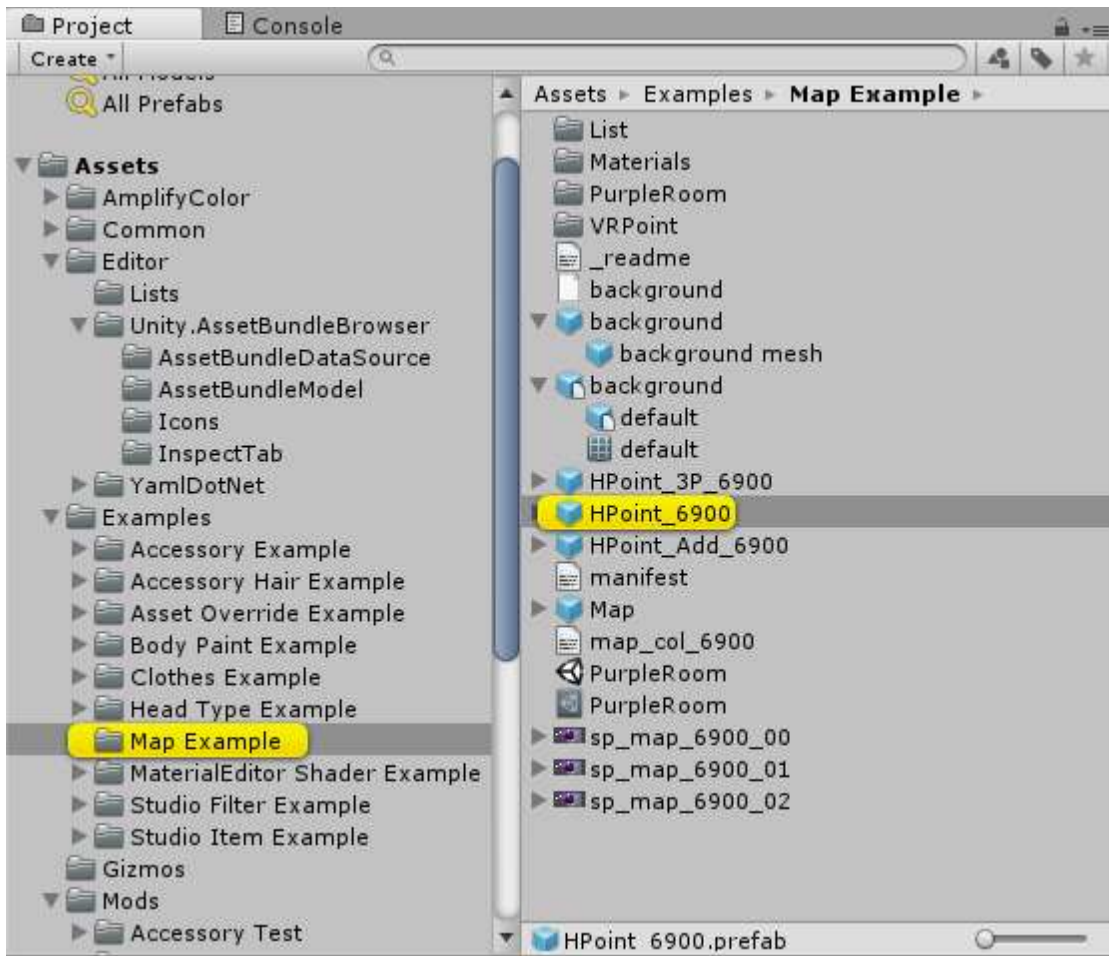 Project
Console
Create
All Models
All Prefabs
Assets
AmplifyColor
Common
Editor
Lists
Unity.AssetBundleBrowser
AssetBundleDataSource
AssetBundleModel
Icons
InspectTab
YamlDotNet
Examples
Accessory Example
Accessory Hair Example
Asset Override Example
Body Paint Example
Clothes Example
Head Type Example
Map Example
MaterialEditor Shader Example
Studio Filter Example
Studio Item Example
Gizmos
Mods
Accessory Test
Assets Examples Map Example
List
Materials
PurpleRoom
VRPoint
_readme
background
background
background mesh
background
default
default
HPoint_3P_6900
HPoint_6900
HPoint_Add_6900
manifest
Map
map_col_6900
PurpleRoom
PurpleRoom
sp_map_6900_00
sp_map_6900_01
sp_map_6900_02
HPoint_6900.prefab